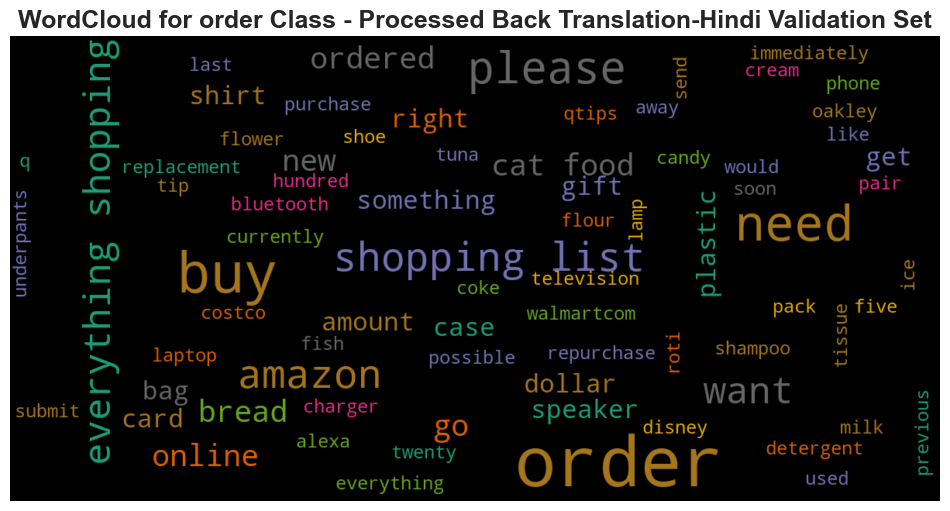 WordCloud for order Class - Processed Back Translation-Hindi Validation Set
everything shopping
last
ordered
please
send
immediately
cream
phone
shirt
purchase
right
qtips
away
oakley
like
flower
shoe
q
replacement
new
tuna
cat food
candy
would
get
tip
hundred
gift
soon
pair
underpants
bluetooth
something
flour
lamp
plastic
need
currently
shopping list
buy
coke
television
ice
costco
amount
case
walmartcom
pack
five
tissue
laptop
fish
possible
repurchase
roti
shampoo
amazon
dollar
want
bag
submit
card
bread
charger
go
speaker
disney
milk
previous
online
alexa
twenty
order
detergent
everything
used